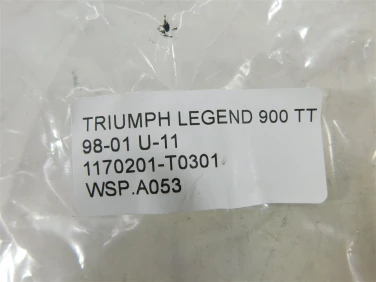 TRIUMPH LEGEND 900 TT
98-01 U-11
1170201-T0301
WSP.A053